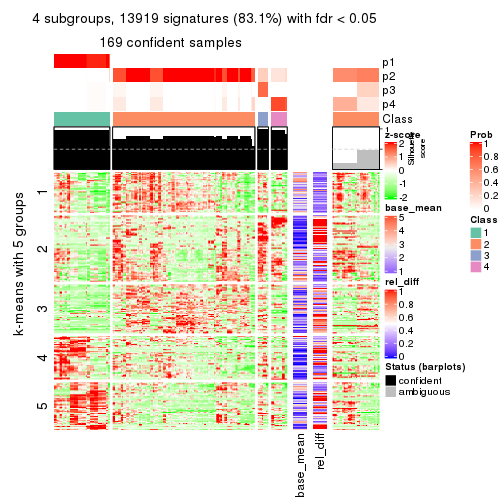 4 subgroups, 13919 signatures (83.1%) with fdr < 0.05
169 confident samples
p1
p2
p3
p4
Class
1
0
Silhouette
score
k-means with 5 groups
1
2
3
4
5
base_mean
rel_diff
z-score
2
1
0
-1
-2
base_mean
5
4
3
2
1
rel_diff
1
0.8
0.6
0.4
0.2
0
Status (barplots)
confident
ambiguous
Prob
1
0.8
0.6
0.4
0.2
0
Class
1
2
3
4